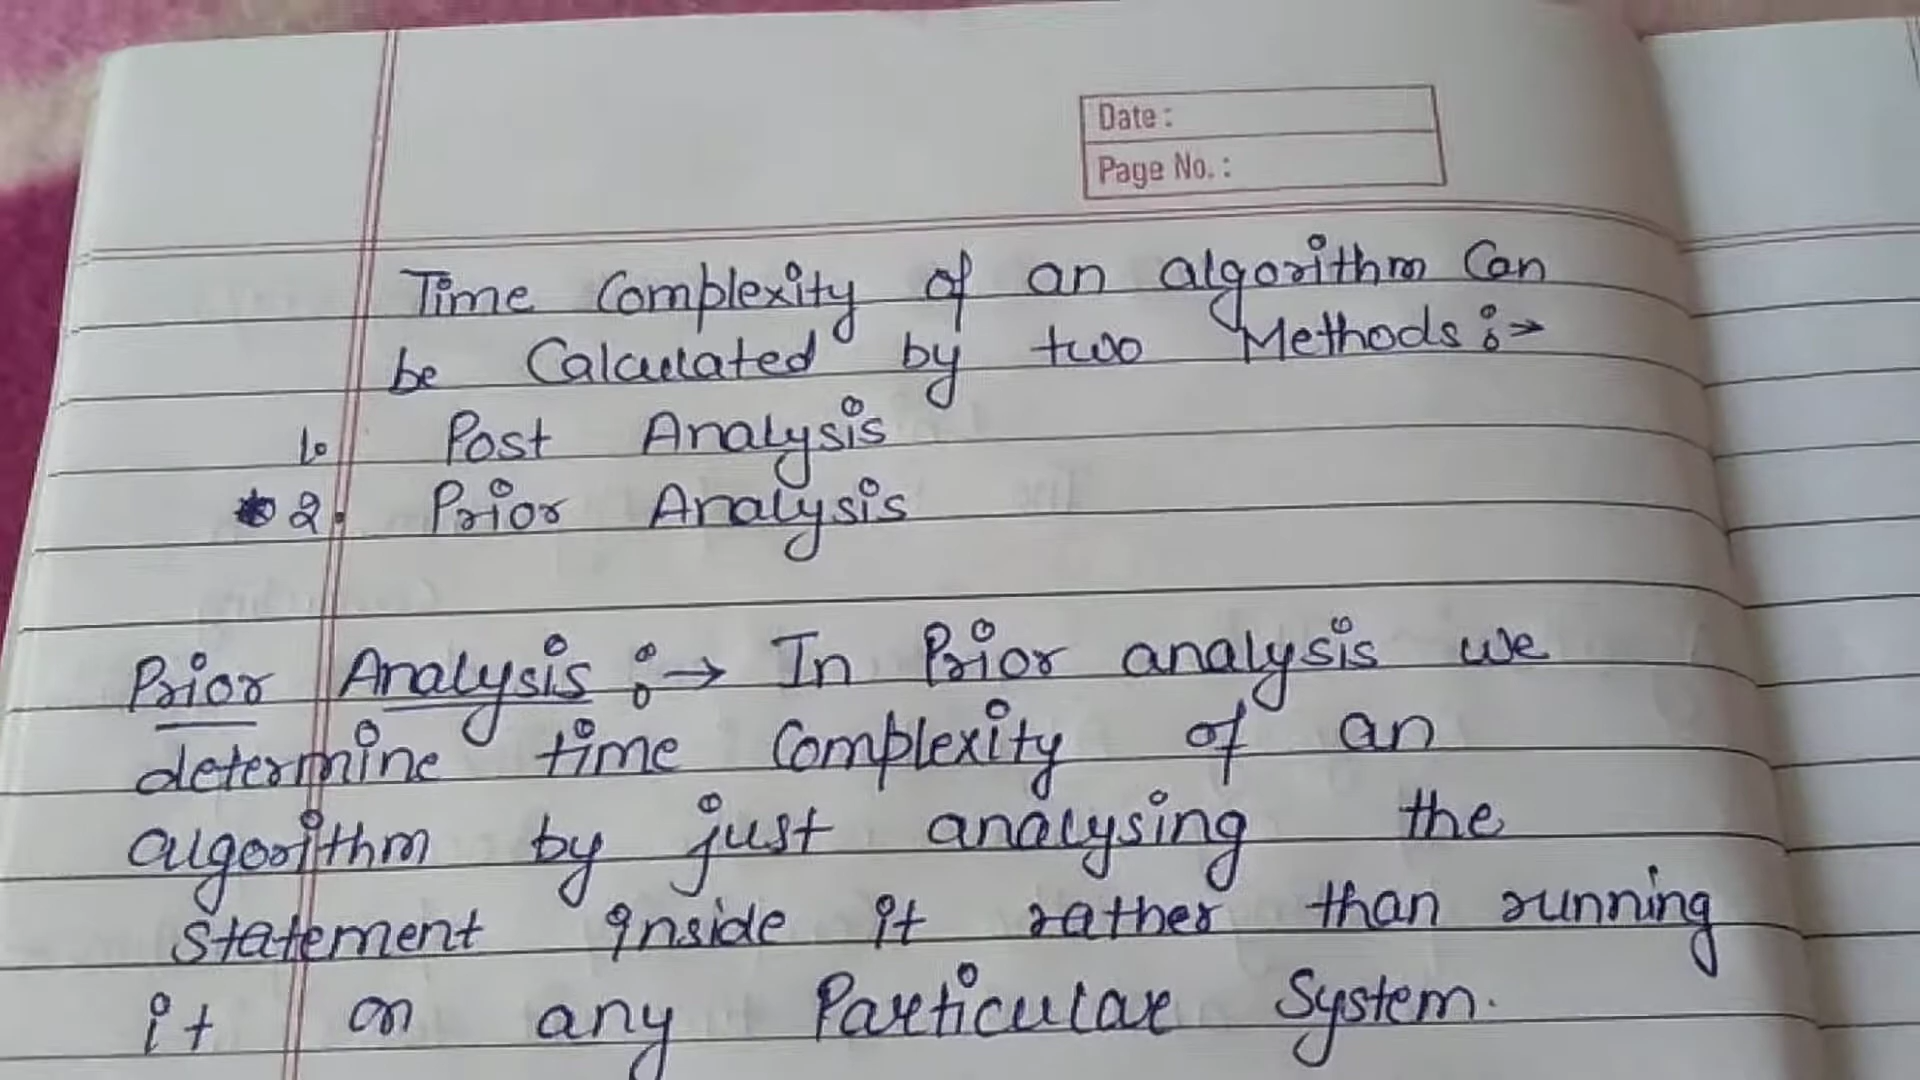 Date :
Page No. :
Time Complexity of an algorithm Can
be Calculated by two Methods :->
1. Post Analysis
2. Prior Analysis
Prior Analysis :-> In Prior analysis we
determine time Complexity of an
algorithm by just analysing the
statement inside it rather than running
it on any Particular System.